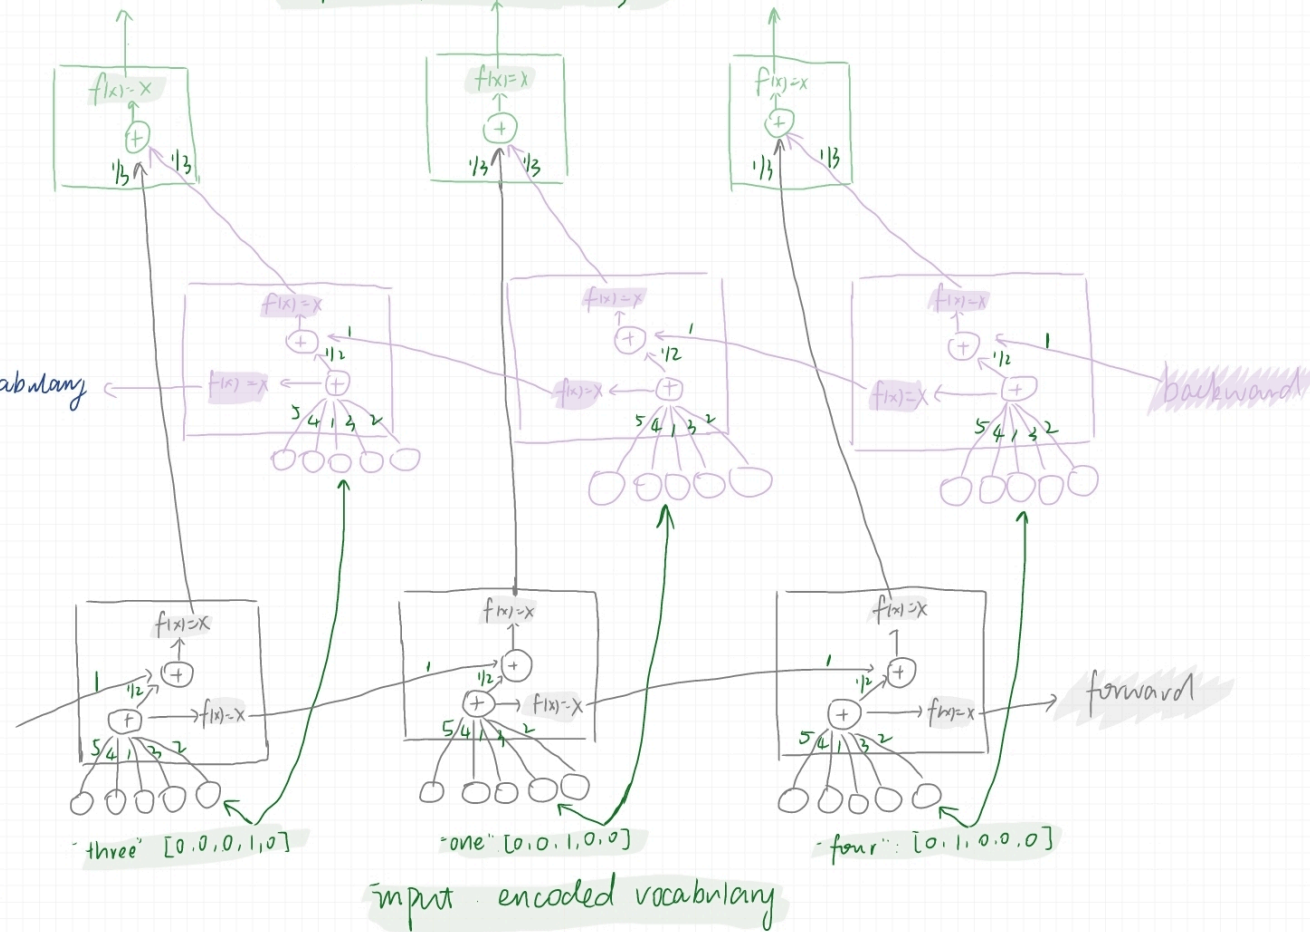 f(x)=x f(x)=x f(x)=x
+ + +
1/3 1/3 1/3 1/3 1/3 1/3
f(x)=x f(x)=x f(x)=x
+ 1 + 1 + 1
1/2 1/2 1/2
f(x)=x + f(x)=x + f(x)=x + backward
5 4 1 3 2 5 4 1 3 2 5 4 1 3 2
f(x)=x f(x)=x f(x)=x
1 + 1 + 1 +
1/2 1/2 1/2
+ f(x)=x + f(x)=x + f(x)=x forward
5 4 1 3 2 5 4 1 3 2 5 4 1 3 2
"three" [0.0.0,1,0] "one" [0,0.1,0,0] "four": [0,1,0.0,0]
input encoded vocabulary